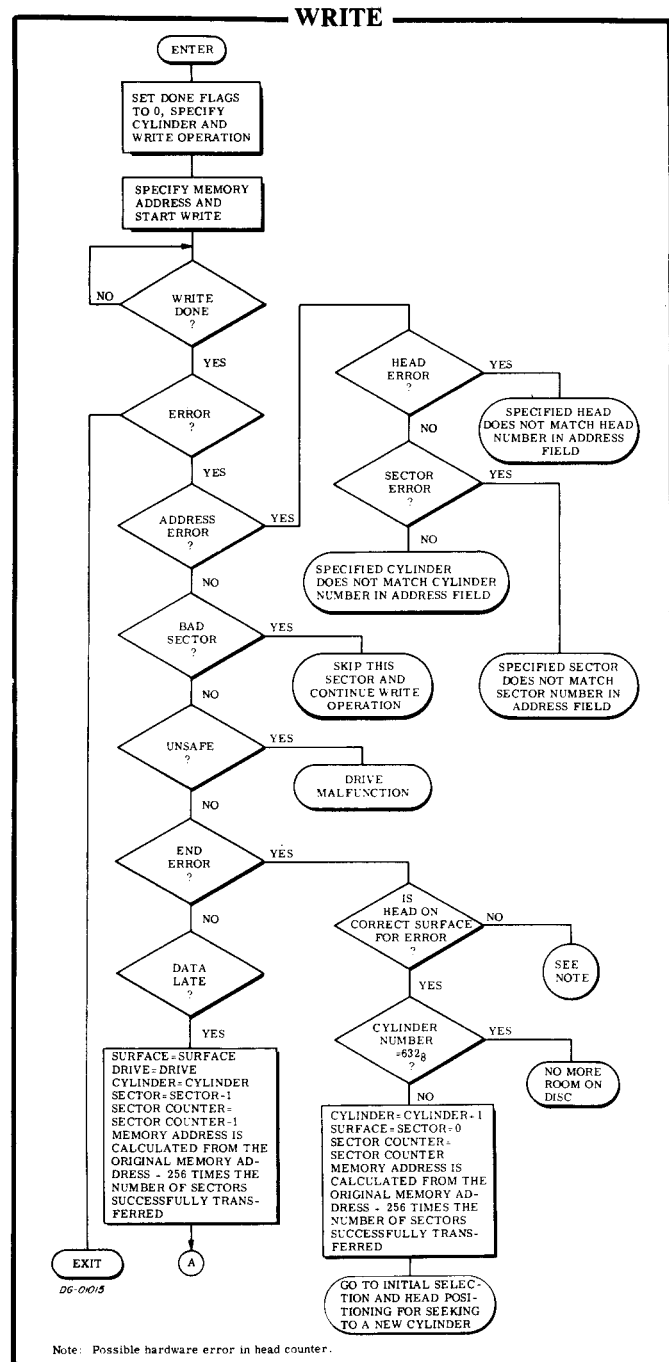 WRITE
ENTER
SET DONE FLAGS
TO 0, SPECIFY
CYLINDER AND
WRITE OPERATION
SPECIFY MEMORY
ADDRESS AND
START WRITE
NO
WRITE
DONE
?
YES
ERROR
?
YES
ADDRESS
ERROR
?
YES
NO
HEAD
ERROR
?
YES
SPECIFIED HEAD
DOES NOT MATCH HEAD
NUMBER IN ADDRESS
FIELD
NO
SECTOR
ERROR
?
YES
NO
SPECIFIED CYLINDER
DOES NOT MATCH CYLINDER
NUMBER IN ADDRESS FIELD
SPECIFIED SECTOR
DOES NOT MATCH
SECTOR NUMBER IN
ADDRESS FIELD
BAD
SECTOR
?
YES
SKIP THIS
SECTOR AND
CONTINUE WRITE
OPERATION
NO
UNSAFE
?
YES
DRIVE
MALFUNCTION
NO
END
ERROR
?
YES
NO
IS
HEAD ON
CORRECT SURFACE
FOR ERROR
?
NO
SEE
NOTE
YES
DATA
LATE
?
YES
CYLINDER
NUMBER
=632₈
?
YES
NO MORE
ROOM ON
DISC
NO
SURFACE=SURFACE
DRIVE=DRIVE
CYLINDER=CYLINDER
SECTOR=SECTOR-1
SECTOR COUNTER=
SECTOR COUNTER-1
MEMORY ADDRESS IS
CALCULATED FROM THE
ORIGINAL MEMORY AD-
DRESS - 256 TIMES THE
NUMBER OF SECTORS
SUCCESSFULLY TRANS-
FERRED
CYLINDER=CYLINDER+1
SURFACE=SECTOR=0
SECTOR COUNTER=
SECTOR COUNTER
MEMORY ADDRESS IS
CALCULATED FROM THE
ORIGINAL MEMORY AD-
DRESS - 256 TIMES THE
NUMBER OF SECTORS
SUCCESSFULLY TRANS-
FERRED
EXIT
A
DG-01015
GO TO INITIAL SELEC-
TION AND HEAD POSI-
TIONING FOR SEEKING
TO A NEW CYLINDER
Note: Possible hardware error in head counter.